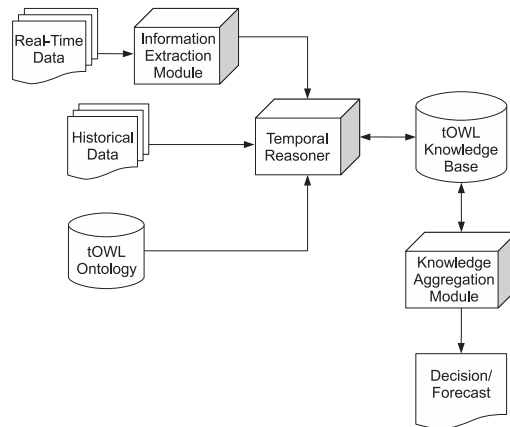 Real-Time
Data
Information
Extraction
Module
Historical
Data
Temporal
Reasoner
tOWL
Knowledge
Base
tOWL
Ontology
Knowledge
Aggregation
Module
Decision/
Forecast